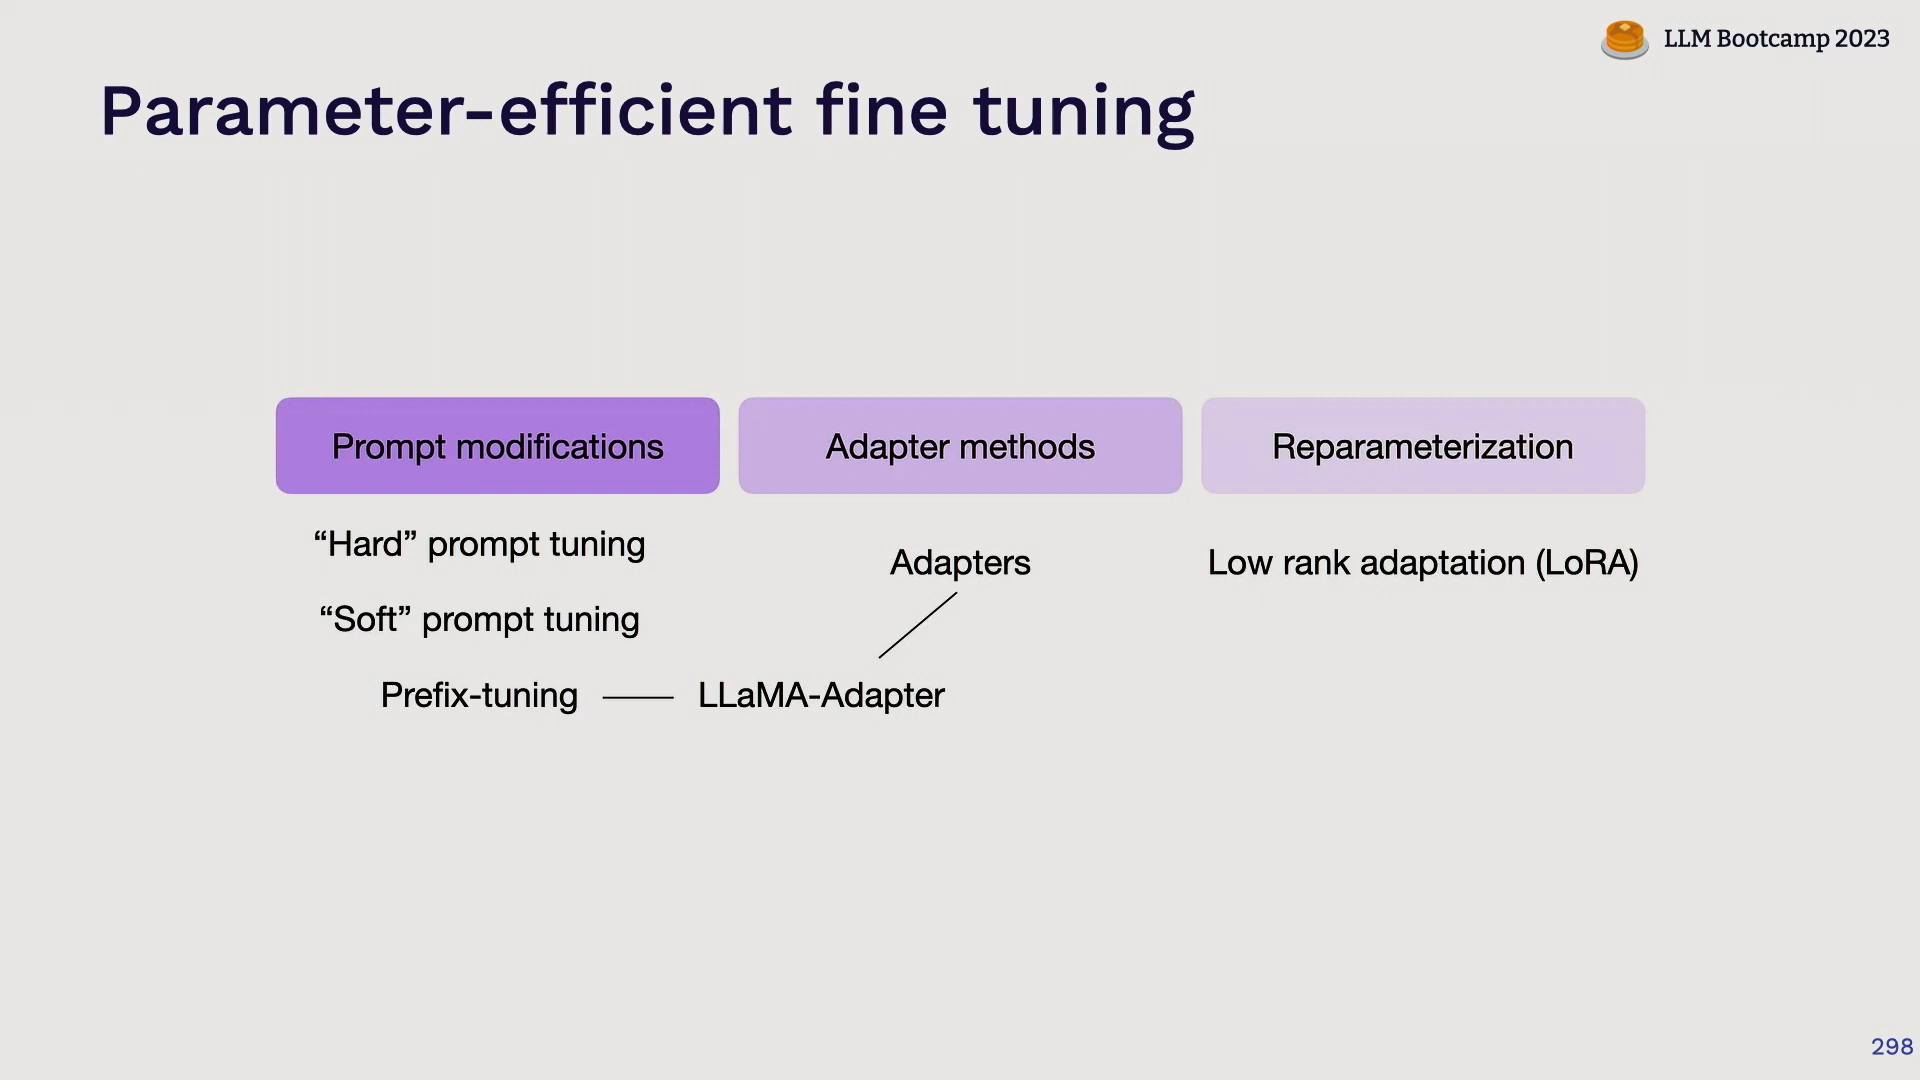 LLM Bootcamp 2023
Parameter-efficient fine tuning
Prompt modifications
Adapter methods
Reparameterization
“Hard” prompt tuning
“Soft” prompt tuning
Prefix-tuning
Adapters
LLaMA-Adapter
Low rank adaptation (LoRA)
298